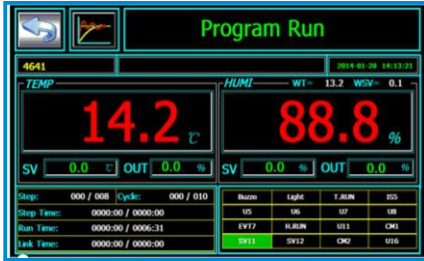 Program Run
4641
2014-01-20 14:13:21
TEMP
14.2 ℃
SV 0.0 ℃ OUT 0.0 %
HUMI WT= 13.2 WSV= 0.1
88.8 %
SV 0.0 % OUT 0.0 %
Step: 000 / 008 Cycle: 000 / 010
Step Time: 0000:00 / 0000:00
Run Time: 0000:00 / 0006:31
Link Time: 0000:00 / 0000:00
Buzze Light T.RUN IS5
U5 U6 U7 U8
EVT7 H.RUN U11 CM1
SV11 SV12 CM2 U16